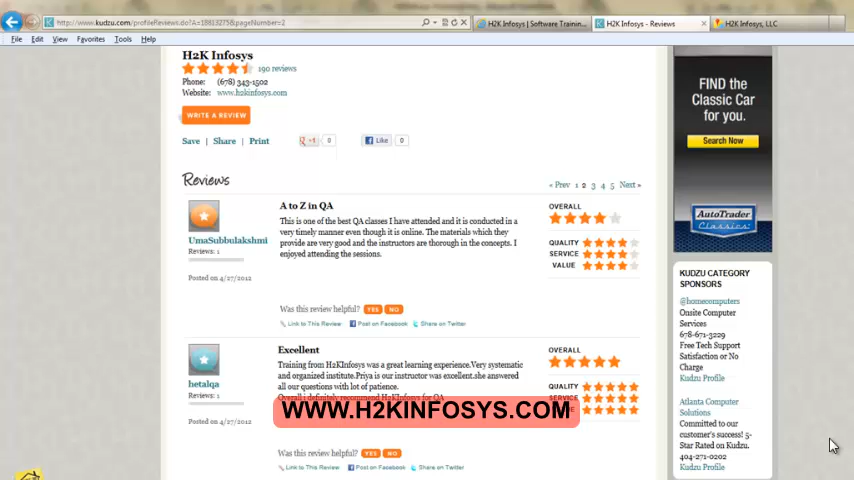 http://www.kudzu.com/profileReviews.do?A=18813275&pageNumber=2
H2K Infosys | Software Trainin...
H2K Infosys - Reviews
H2K Infosys, LLC
File Edit View Favorites Tools Help
H2K Infosys
190 reviews
Phone: (678) 343-1502
Website: www.h2kinfosys.com
WRITE A REVIEW
Save | Share | Print
+1 0
Like 0
Reviews
« Prev 1 2 3 4 5 Next »
A to Z in QA
This is one of the best QA classes I have attended and it is conducted in a
very timely manner even though it is online. The materials which they
provide are very good and the instructors are thorough in the concepts. I
enjoyed attending the sessions.
UmaSubbulakshmi
Reviews: 1
Posted on 4/27/2012
OVERALL
QUALITY
SERVICE
VALUE
Was this review helpful? YES NO
Link to This Review Post on Facebook Share on Twitter
Excellent
Training from H2KInfosys was a great learning experience.Very systematic
and organized institute.Priya is our instructor was excellent.she answered
all our questions with lot of patience.
Overall i definitely recommend H2KInfosys for QA
hetalqa
Reviews: 1
Posted on 4/27/2012
OVERALL
QUALITY
SERVICE
WWW.H2KINFOSYS.COM
Was this review helpful? YES NO
Link to This Review Post on Facebook Share on Twitter
FIND the
Classic Car
for you.
Search Now
AutoTrader
Classics
KUDZU CATEGORY
SPONSORS
@homecomputers
Onsite Computer
Services
678-671-3229
Free Tech Support
Satisfaction or No
Charge
Kudzu Profile
Atlanta Computer
Solutions
Committed to our
customer's success! 5-
Star Rated on Kudzu.
404-271-0202
Kudzu Profile